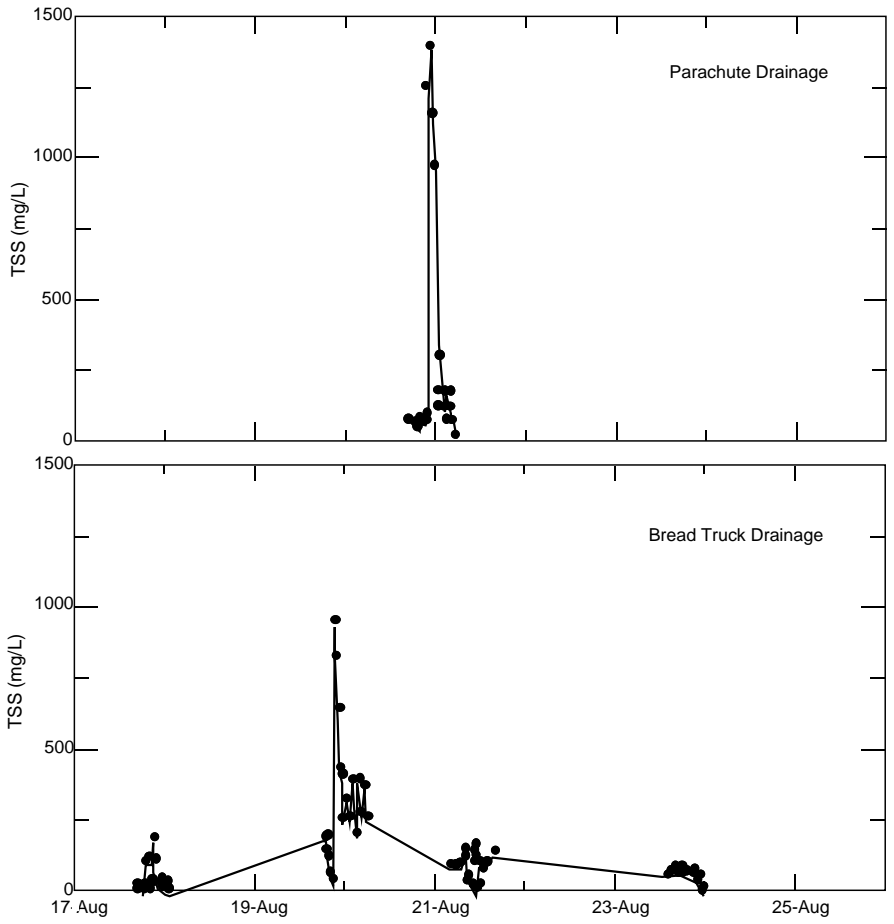 1500
Parachute Drainage
1000
TSS (mg/L)
500
0
1500
Bread Truck Drainage
1000
TSS (mg/L)
500
0
17-Aug 19-Aug 21-Aug 23-Aug 25-Aug